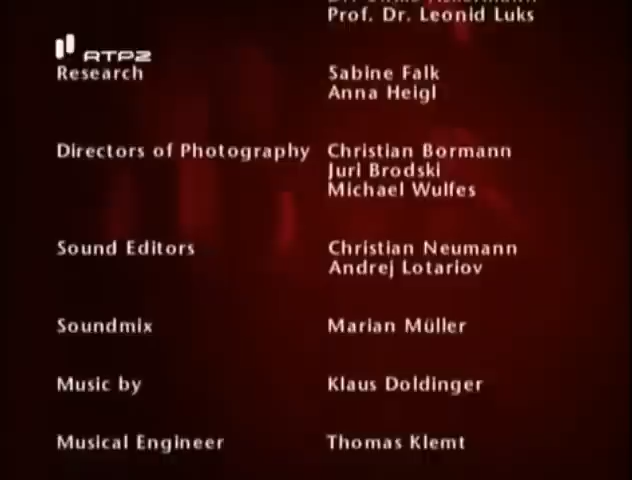 Prof. Dr. Leonid Luks
RTP2
Research Sabine Falk
Anna Heigl
Directors of Photography Christian Bormann
Juri Brodski
Michael Wulfes
Sound Editors Christian Neumann
Andrej Lotariov
Soundmix Marian Müller
Music by Klaus Doldinger
Musical Engineer Thomas Klemt